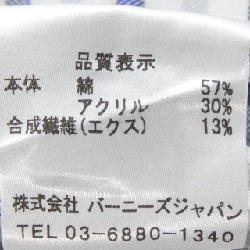 品質表示
本体 綿 57%
アクリル 30%
合成繊維(エクス) 13%
株式会社 バーニーズジャパン
TEL 03-6880-1340